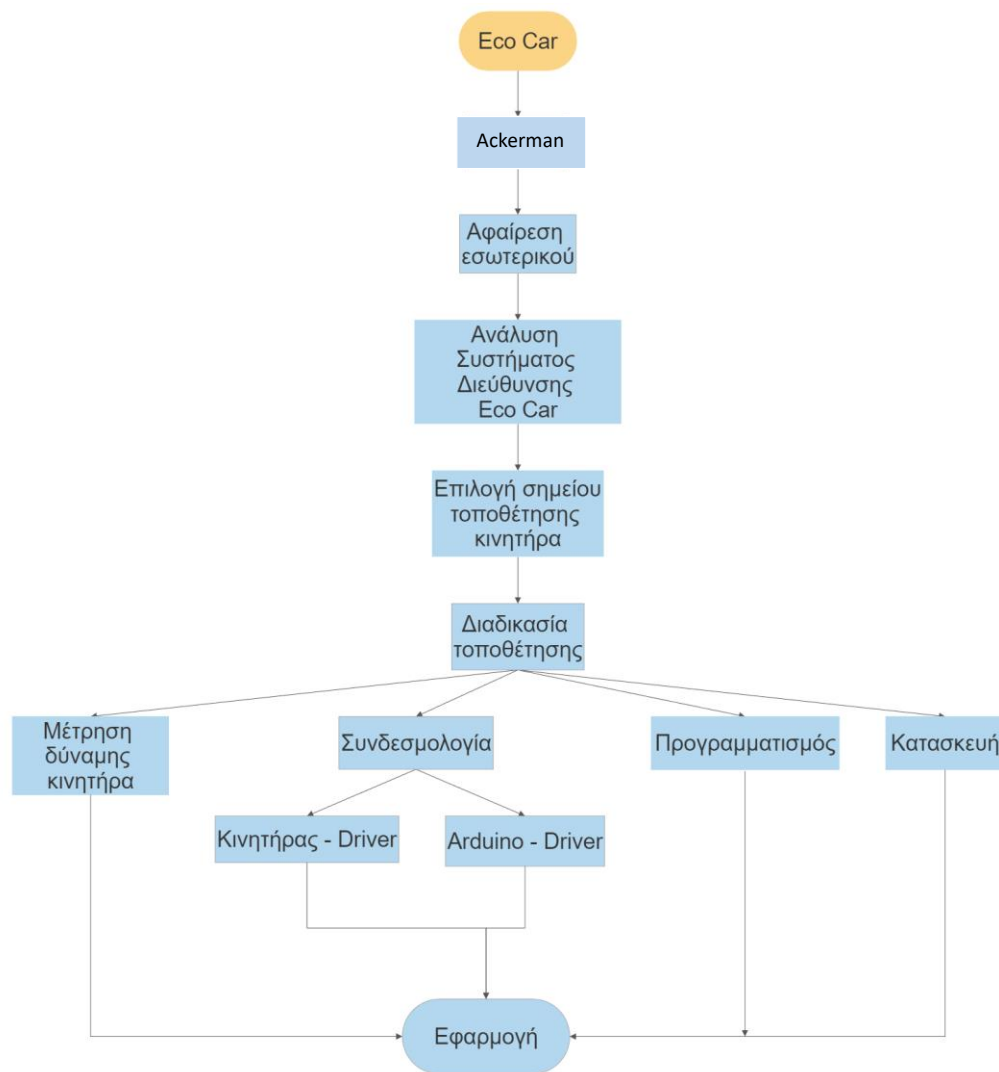 Eco Car
Ackerman
Αφαίρεση
εσωτερικού
Ανάλυση
Συστήματος
Διεύθυνσης
Eco Car
Επιλογή σημείου
τοποθέτησης
κινητήρα
Διαδικασία
τοποθέτησης
Μέτρηση
δύναμης
κινητήρα
Συνδεσμολογία
Προγραμματισμός
Κατασκευή
Κινητήρας - Driver
Arduino - Driver
Εφαρμογή